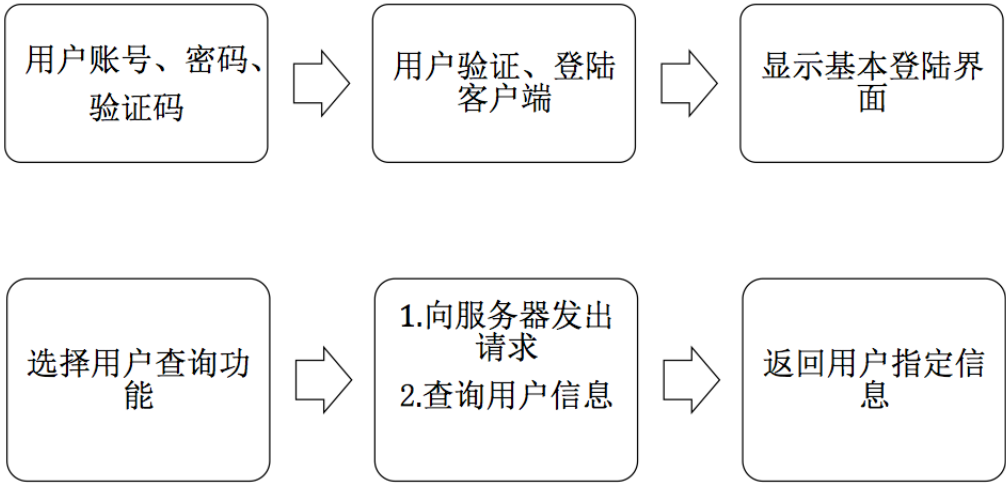 用户账号、密码、
验证码
用户验证、登陆
客户端
显示基本登陆界
面
选择用户查询功
能
1.向服务器发出
请求
2.查询用户信息
返回用户指定信
息